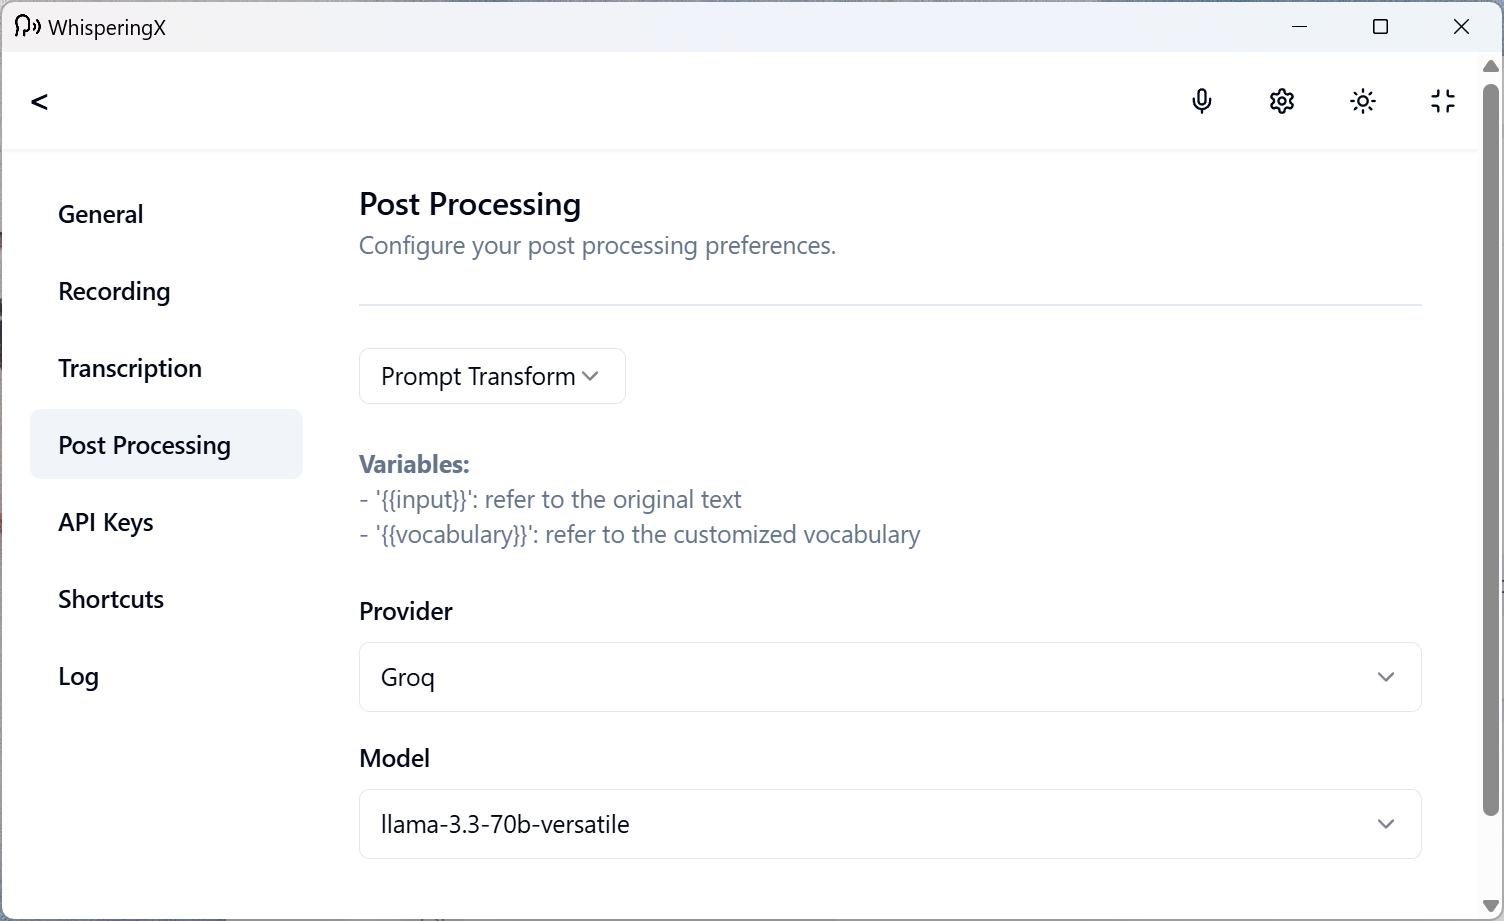 WhisperingX
<
General
Recording
Transcription
Post Processing
API Keys
Shortcuts
Log
Post Processing
Configure your post processing preferences.
Prompt Transform
Variables:
- '{{input}}': refer to the original text
- '{{vocabulary}}': refer to the customized vocabulary
Provider
Groq
Model
llama-3.3-70b-versatile